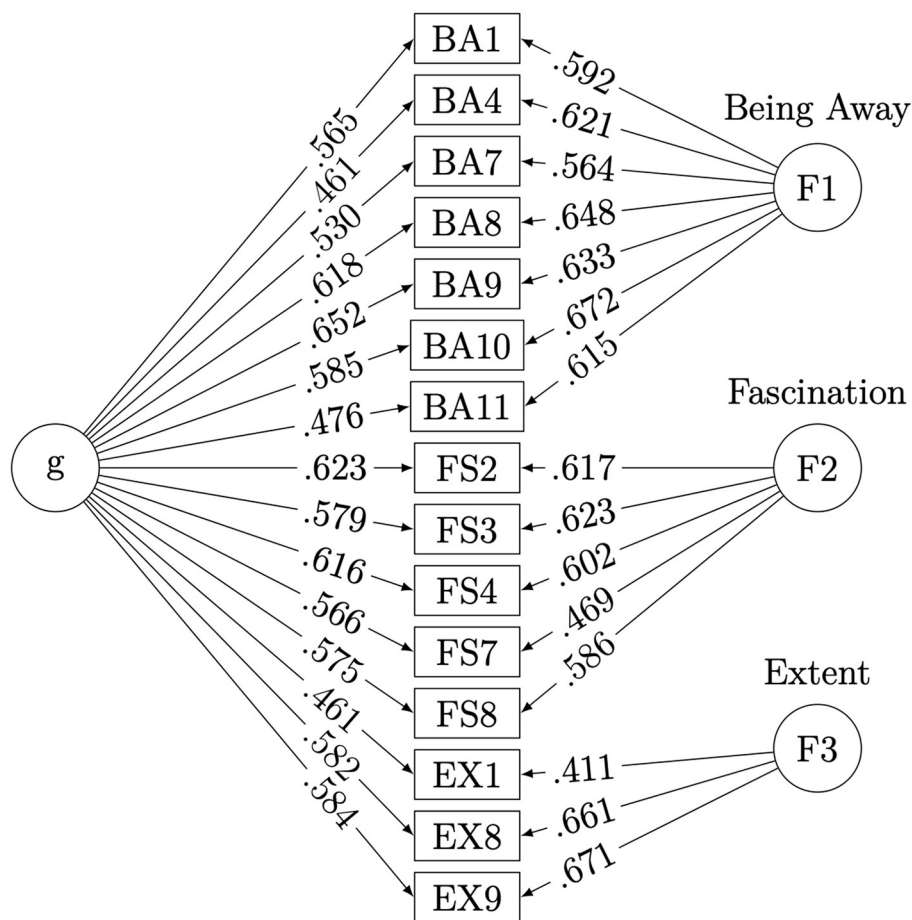 BA1
.565
.592
Being Away
BA4
.461
.621
BA7
.530
.564
F1
BA8
.618
.648
BA9
.652
.633
BA10
.585
.672
BA11
.476
.615
Fascination
g
FS2
.623
.617
F2
FS3
.579
.623
FS4
.616
.602
FS7
.566
.469
FS8
.575
.586
Extent
EX1
.461
.411
F3
EX8
.582
.661
EX9
.584
.671